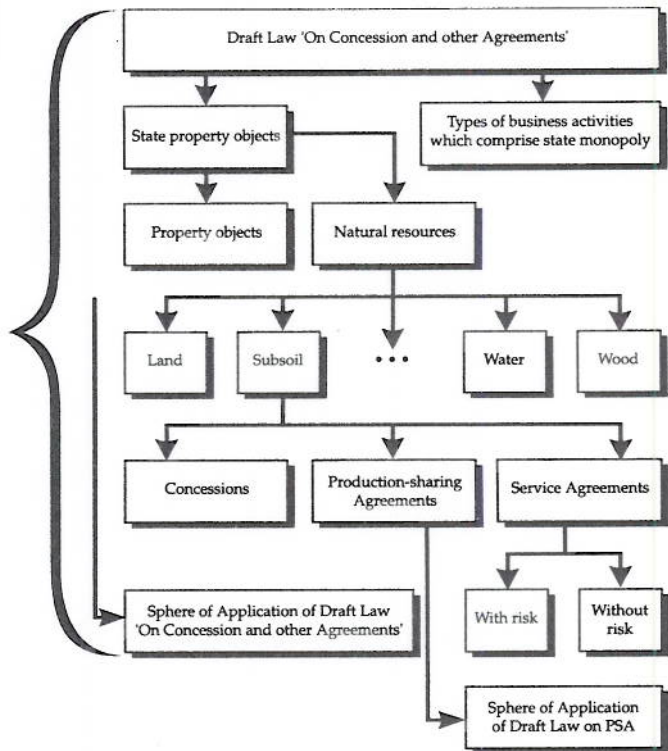 Draft Law 'On Concession and other Agreements'
State property objects
Types of business activities
which comprise state monopoly
Property objects
Natural resources
Land
Subsoil
• • •
Water
Wood
Concessions
Production-sharing
Agreements
Service Agreements
Sphere of Application of Draft Law
'On Concession and other Agreements'
With risk
Without
risk
Sphere of Application
of Draft Law on PSA